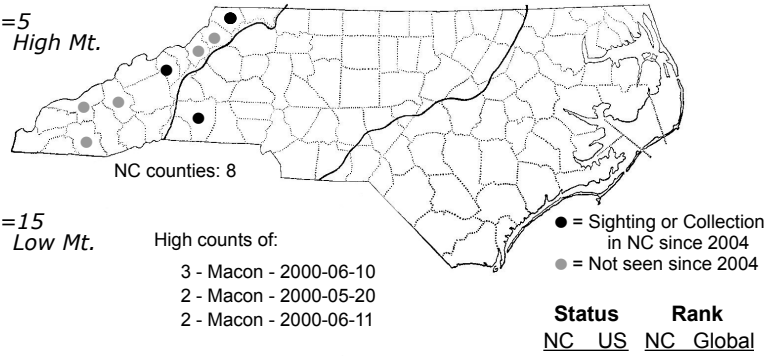 =5
High Mt.
NC counties: 8
=15
Low Mt.
High counts of:
3 - Macon - 2000-06-10
2 - Macon - 2000-05-20
2 - Macon - 2000-06-11
= Sighting or Collection
in NC since 2004
= Not seen since 2004
Status Rank
NC US NC Global